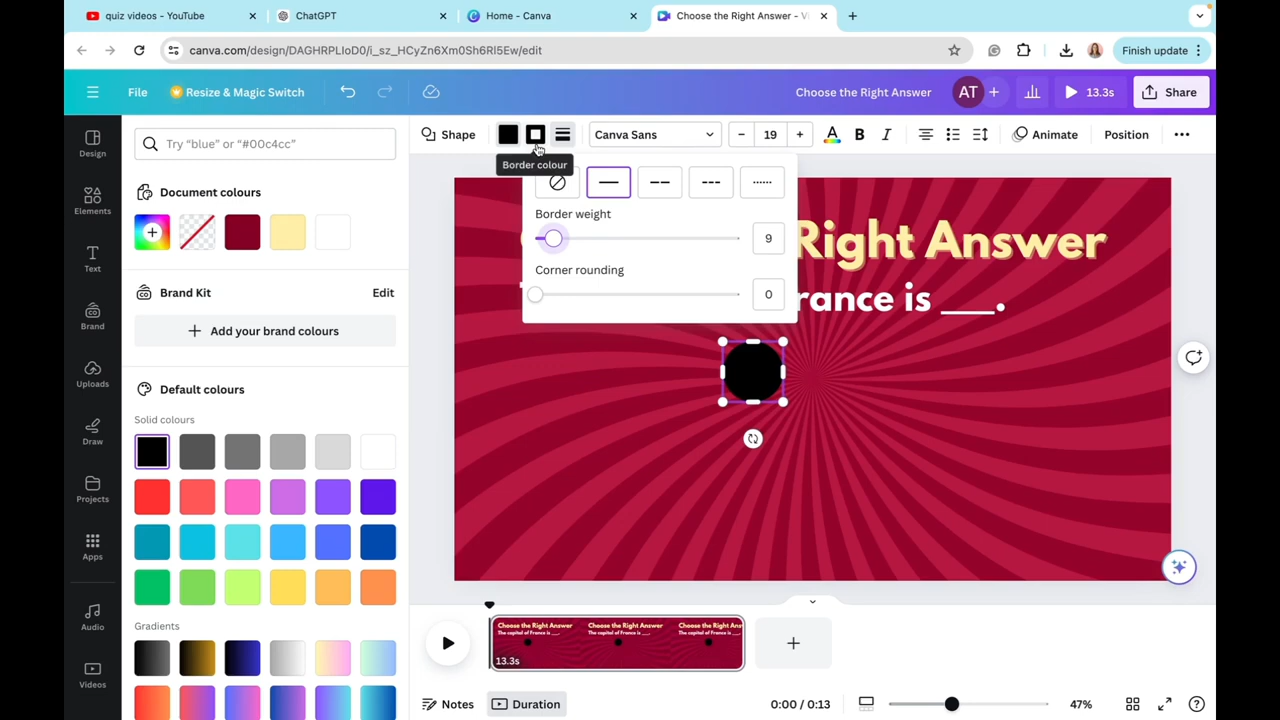 quiz videos - YouTube
ChatGPT
Home - Canva
Choose the Right Answer - Vi
canva.com/design/DAGHRPLIoD0/i_sz_HCyZn6Xm0Sh6Rl5Ew/edit
Finish update
File
Resize & Magic Switch
Choose the Right Answer
AT
13.3s
Share
Design
Elements
Text
Brand
Uploads
Draw
Projects
Apps
Audio
Videos
Try “blue” or “#00c4cc”
Document colours
Brand Kit
Edit
Add your brand colours
Default colours
Solid colours
Gradients
Shape
Canva Sans
19
A
B
I
Animate
Position
Border colour
Border weight
9
Corner rounding
0
Right Answer
rance is ___.
Choose the Right Answer
The capital of France is ___.
Choose the Right Answer
The capital of France is ___.
Choose the Right Answ
The capital of France is ___.
13.3s
Notes
Duration
0:00 / 0:13
47%